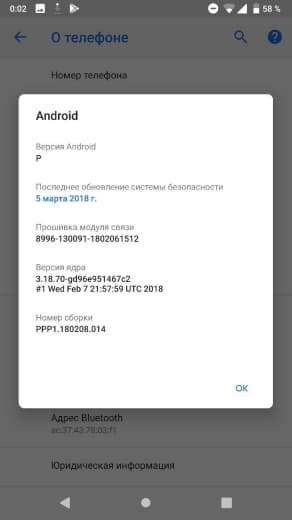 0:02
58 %
О телефоне
Номер телефона
Android
Версия Android
P
Последнее обновление системы безопасности
5 марта 2018 г.
Прошивка модуля связи
8996-130091-1802061512
Версия ядра
3.18.70-gd96e951467c2
#1 Wed Feb 7 21:57:59 UTC 2018
Номер сборки
PPP1.180208.014
ОК
Адрес Bluetooth
ac:37:43:78:03:f1
Юридическая информация